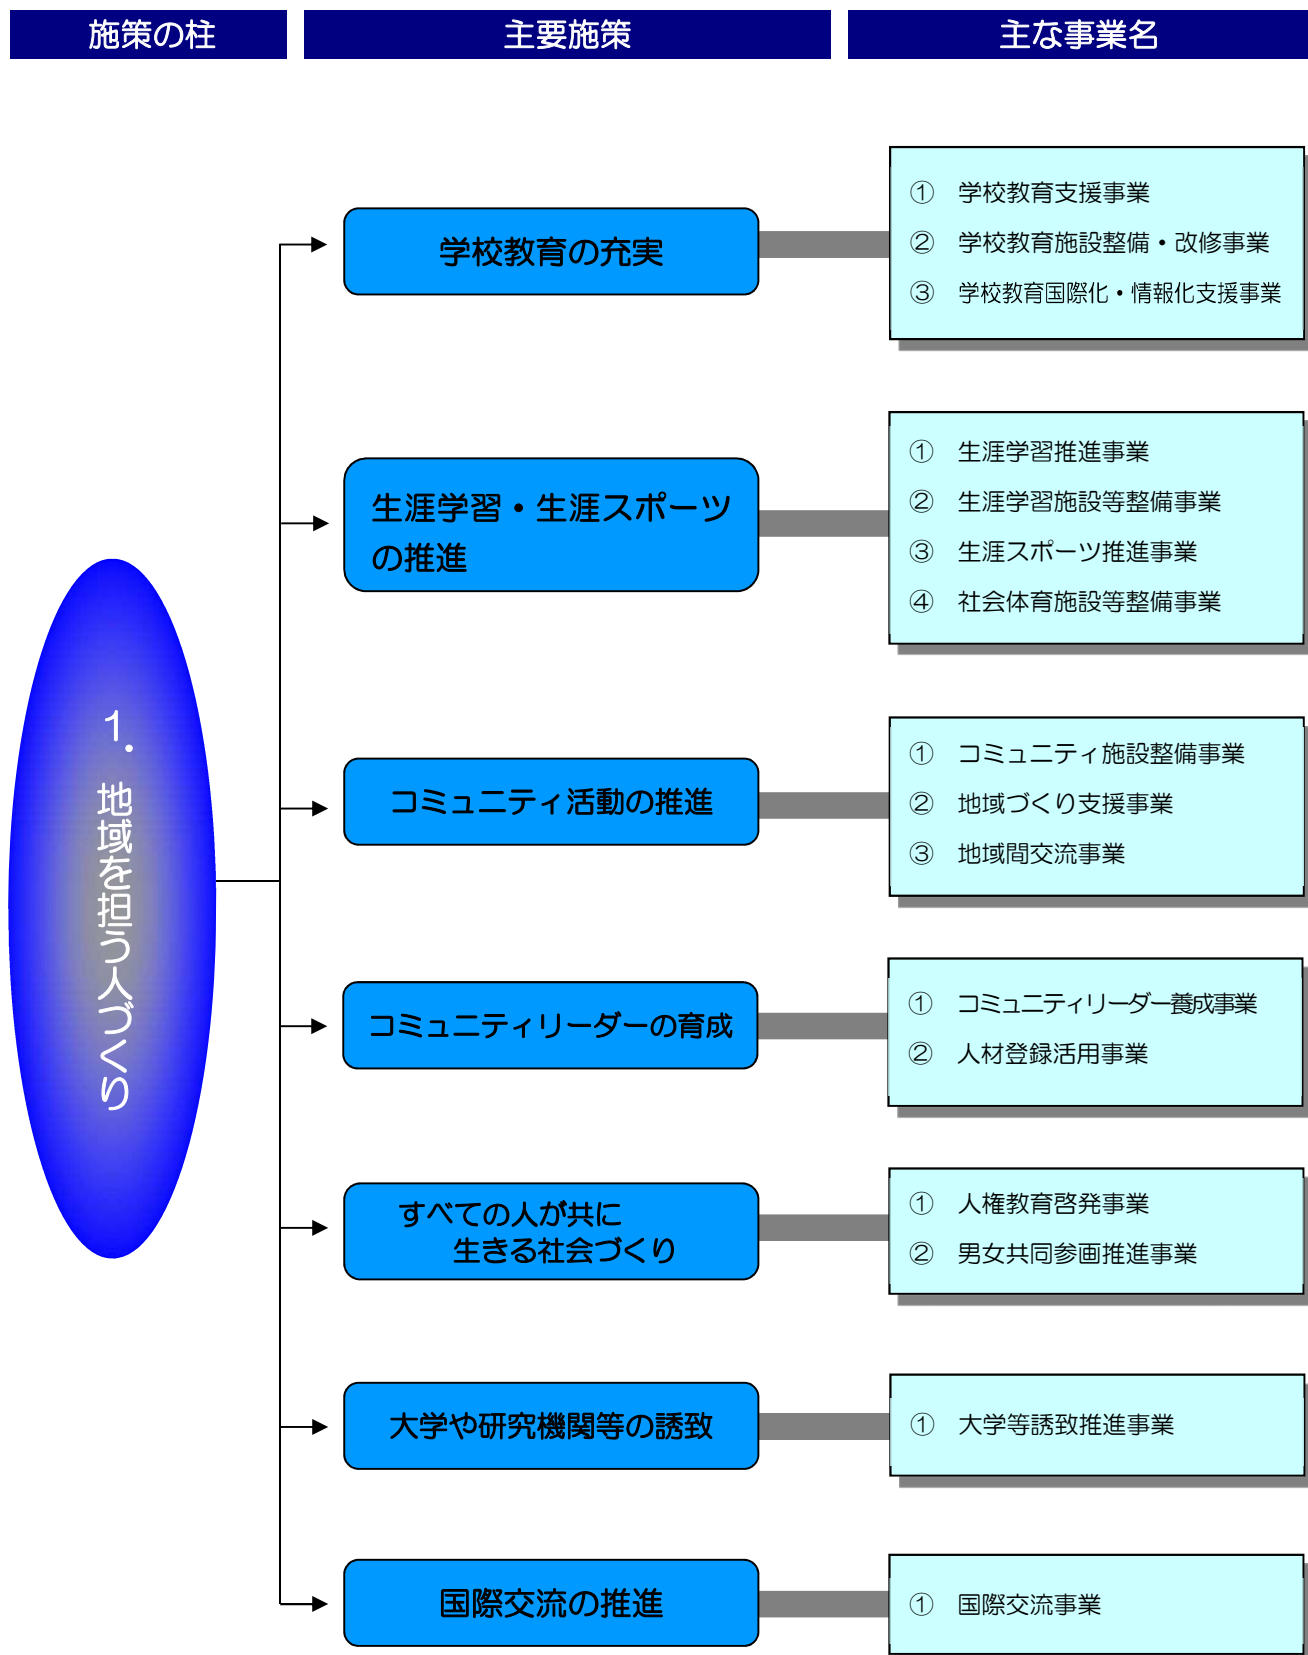 施策の柱
主要施策
主な事業名
1．地域を担う人づくり
学校教育の充実
① 学校教育支援事業
② 学校教育施設整備・改修事業
③ 学校教育国際化・情報化支援事業
生涯学習・生涯スポーツ
の推進
① 生涯学習推進事業
② 生涯学習施設等整備事業
③ 生涯スポーツ推進事業
④ 社会体育施設等整備事業
コミュニティ活動の推進
① コミュニティ施設整備事業
② 地域づくり支援事業
③ 地域間交流事業
コミュニティリーダーの育成
① コミュニティリーダー養成事業
② 人材登録活用事業
すべての人が共に
生きる社会づくり
① 人権教育啓発事業
② 男女共同参画推進事業
大学や研究機関等の誘致
① 大学等誘致推進事業
国際交流の推進
① 国際交流事業